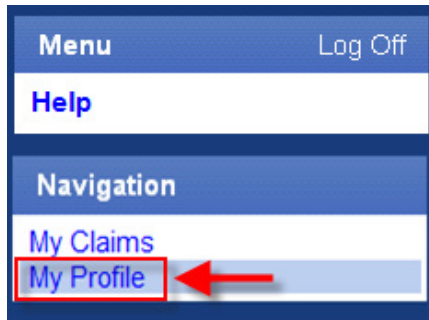 Menu Log Off
Help
Navigation
My Claims
My Profile